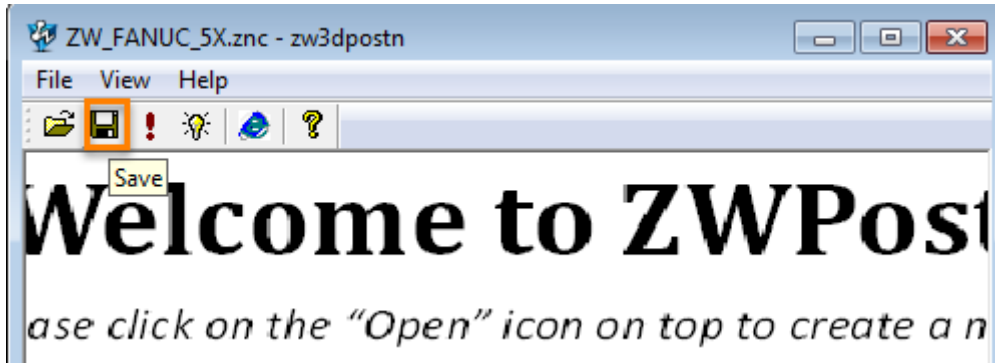 ZW_FANUC_5X.znc - zw3dpostn
File View Help
Save
Welcome to ZWPost
ase click on the “Open” icon on top to create a n